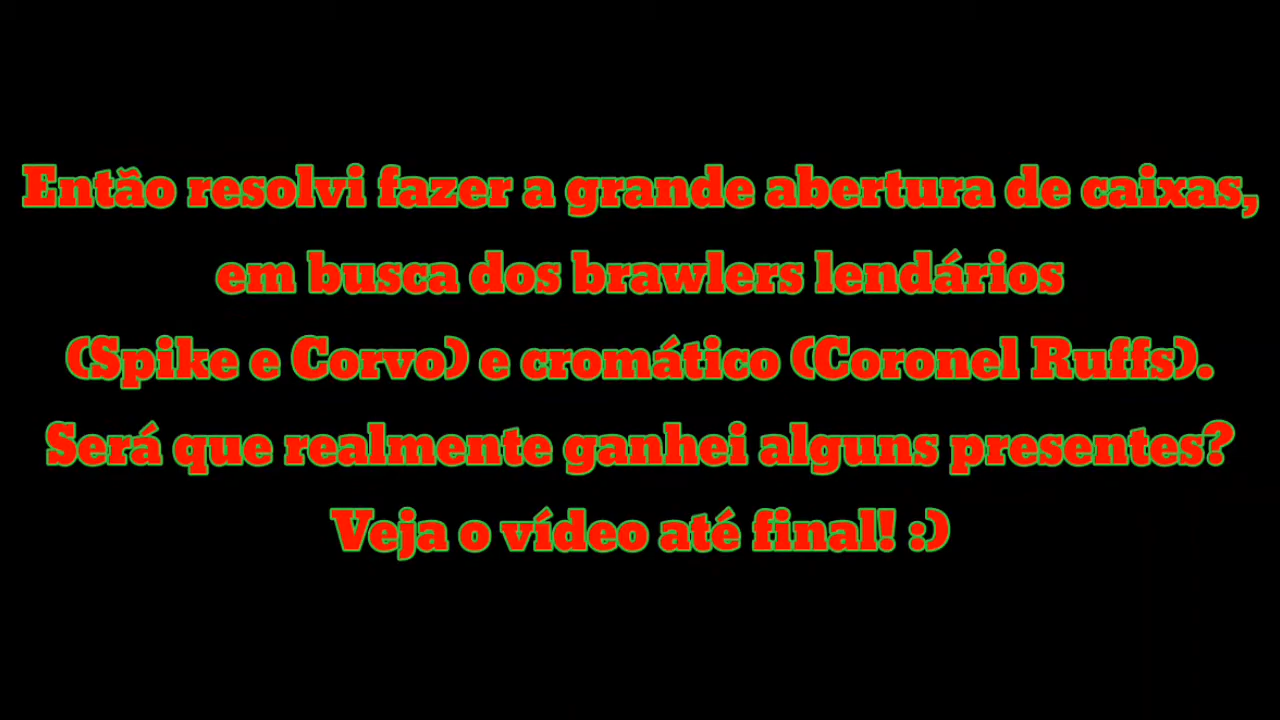 Então resolvi fazer a grande abertura de caixas,
em busca dos brawlers lendários
(Spike e Corvo) e cromático (Coronel Ruffs).
Será que realmente ganhei alguns presentes?
Veja o vídeo até final! :)